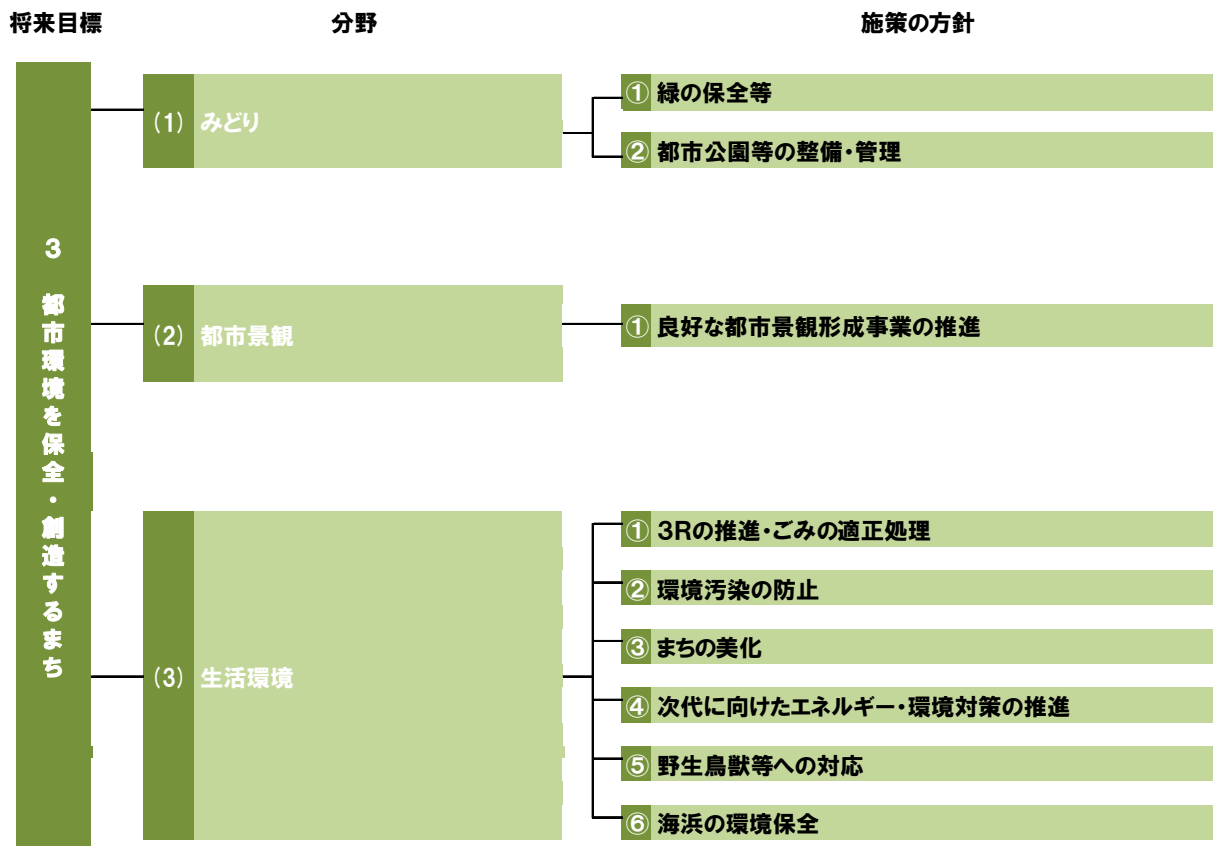 将来目標
分野
施策の方針
3 都市環境を保全・創造するまち
(1) みどり
① 緑の保全等
② 都市公園等の整備・管理
(2) 都市景観
① 良好な都市景観形成事業の推進
(3) 生活環境
① 3Rの推進・ごみの適正処理
② 環境汚染の防止
③ まちの美化
④ 次代に向けたエネルギー・環境対策の推進
⑤ 野生鳥獣等への対応
⑥ 海浜の環境保全